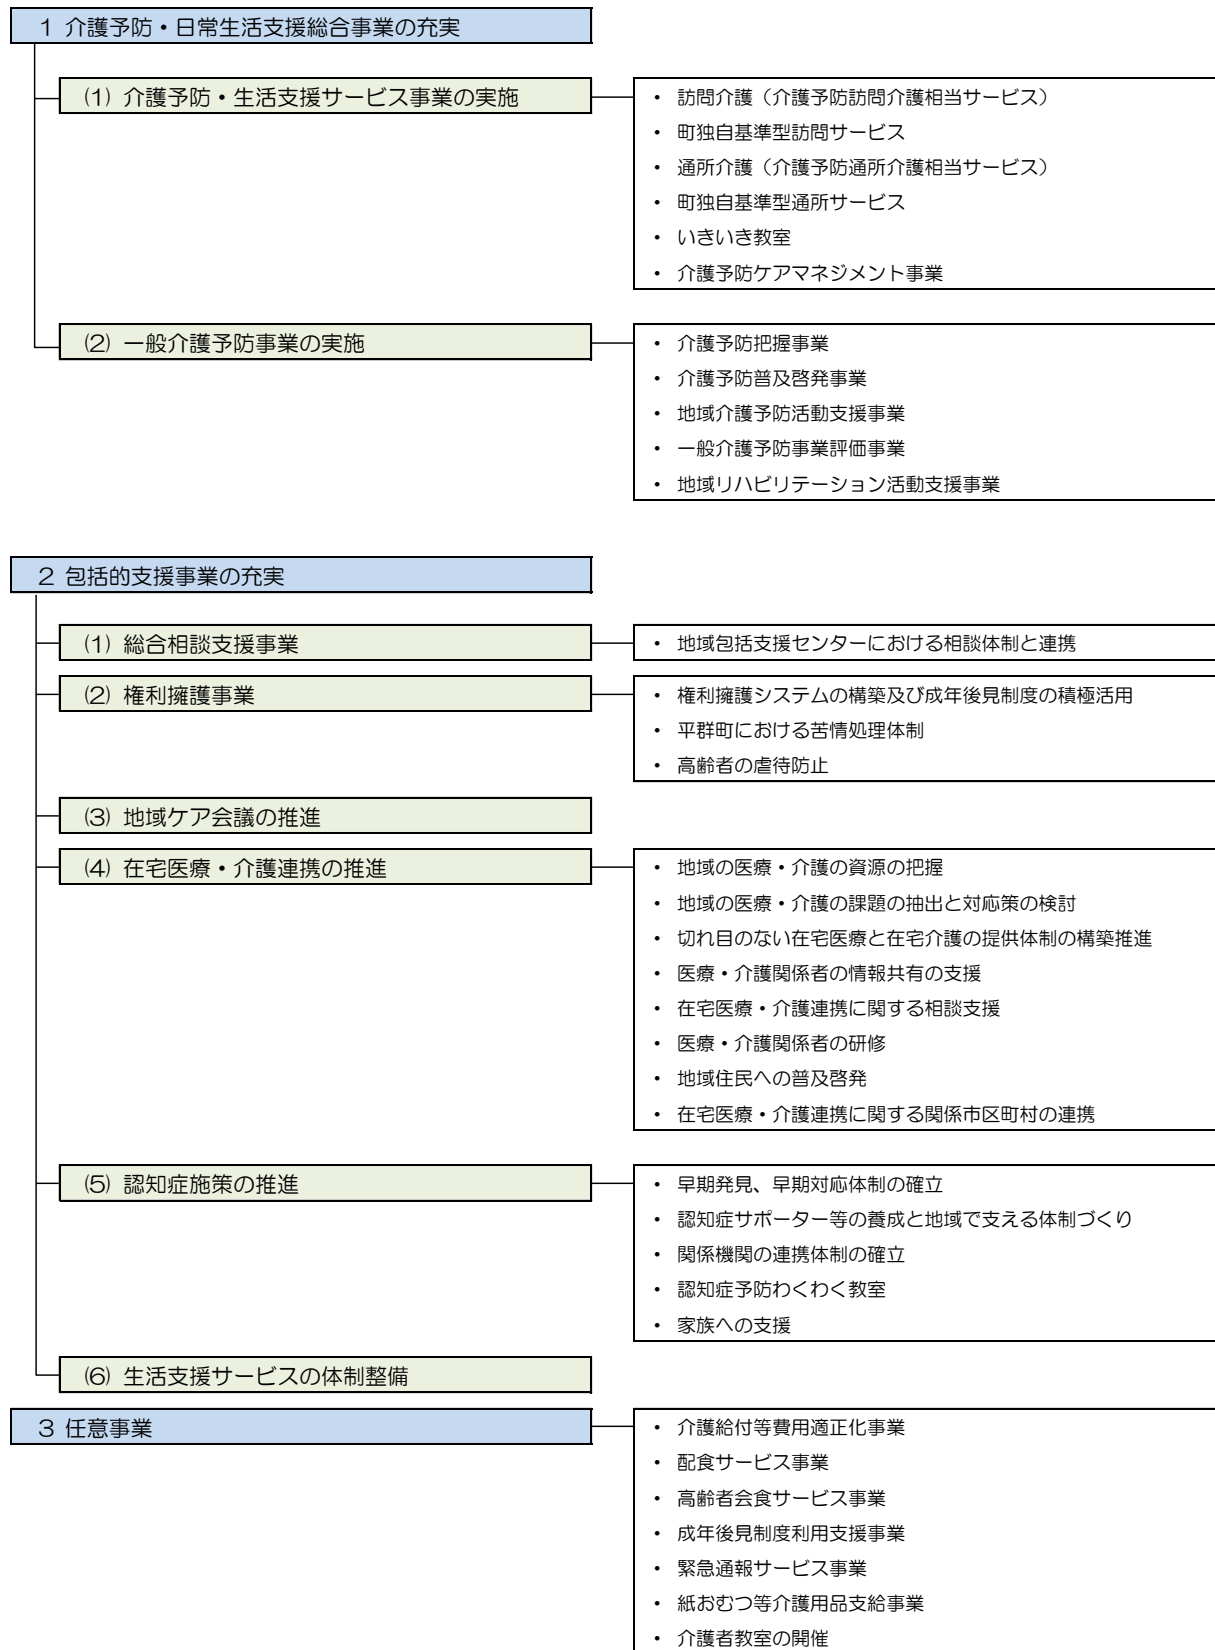 1 介護予防・日常生活支援総合事業の充実
(1) 介護予防・生活支援サービス事業の実施
・ 訪問介護（介護予防訪問介護相当サービス）
・ 町独自基準型訪問サービス
・ 通所介護（介護予防通所介護相当サービス）
・ 町独自基準型通所サービス
・ いきいき教室
・ 介護予防ケアマネジメント事業
(2) 一般介護予防事業の実施
・ 介護予防把握事業
・ 介護予防普及啓発事業
・ 地域介護予防活動支援事業
・ 一般介護予防事業評価事業
・ 地域リハビリテーション活動支援事業
2 包括的支援事業の充実
(1) 総合相談支援事業
・ 地域包括支援センターにおける相談体制と連携
(2) 権利擁護事業
・ 権利擁護システムの構築及び成年後見制度の積極活用
・ 平群町における苦情処理体制
・ 高齢者の虐待防止
(3) 地域ケア会議の推進
(4) 在宅医療・介護連携の推進
・ 地域の医療・介護の資源の把握
・ 地域の医療・介護の課題の抽出と対応策の検討
・ 切れ目のない在宅医療と在宅介護の提供体制の構築推進
・ 医療・介護関係者の情報共有の支援
・ 在宅医療・介護連携に関する相談支援
・ 医療・介護関係者の研修
・ 地域住民への普及啓発
・ 在宅医療・介護連携に関する関係市区町村の連携
(5) 認知症施策の推進
・ 早期発見、早期対応体制の確立
・ 認知症サポーター等の養成と地域で支える体制づくり
・ 関係機関の連携体制の確立
・ 認知症予防わくわく教室
・ 家族への支援
(6) 生活支援サービスの体制整備
3 任意事業
・ 介護給付等費用適正化事業
・ 配食サービス事業
・ 高齢者会食サービス事業
・ 成年後見制度利用支援事業
・ 緊急通報サービス事業
・ 紙おむつ等介護用品支給事業
・ 介護者教室の開催